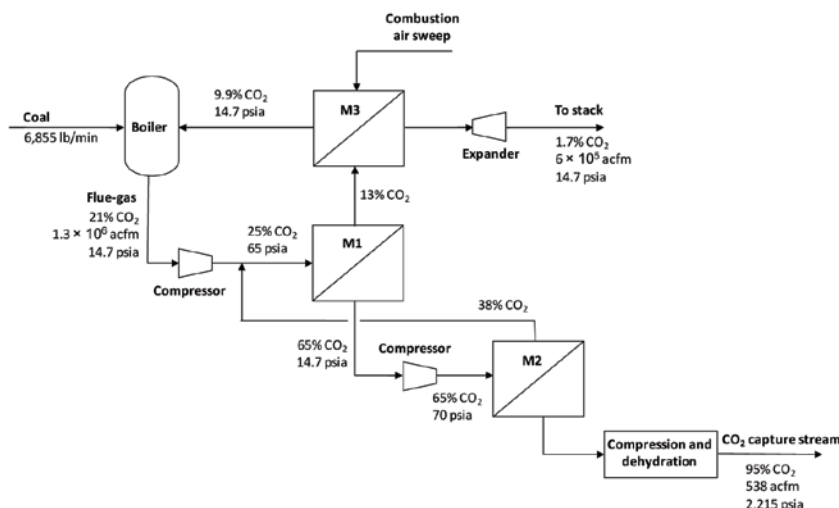 Combustion
air sweep
9.9% CO₂
14.7 psia
M3
Boiler
Coal
6,855 lb/min
To stack
1.7% CO₂
6 × 10⁵ acfm
14.7 psia
Expander
13% CO₂
Flue-gas
21% CO₂
1.3 × 10⁶ acfm
14.7 psia
25% CO₂
65 psia
M1
Compressor
38% CO₂
65% CO₂
14.7 psia
Compressor
M2
65% CO₂
70 psia
Compression and
dehydration
CO₂ capture stream
95% CO₂
538 acfm
2,215 psia